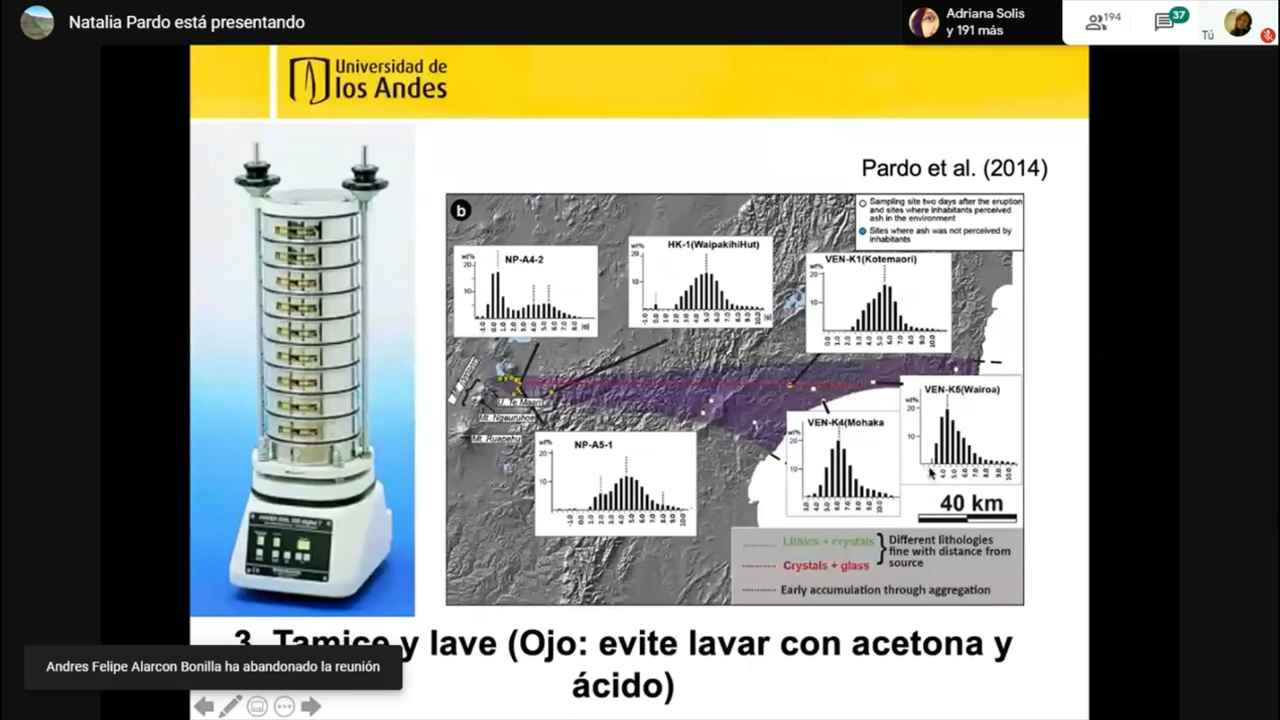 Natalia Pardo está presentando
Adriana Solis
y 191 más
194
37
Tú
Universidad de
los Andes
Pardo et al. (2014)
b
Sampling site two days after the eruption
and sites where inhabitants perceived
ash in the environment
Sites where ash was not perceived by
inhabitants
NP-A4-2
HK-1(WaipakihiHut)
VEN-K1(Kotemaori)
U. Te Maari
Mt. Ngauruhoe
Mt. Ruapehu
NP-A5-1
VEN-K4(Mohaka
VEN-K5(Wairoa)
40 km
Lithics + crystals
Crystals + glass
Different lithologies
fine with distance from
source
Early accumulation through aggregation
3. Tamice y lave (Ojo: evite lavar con acetona y
ácido)
Andres Felipe Alarcon Bonilla ha abandonado la reunión